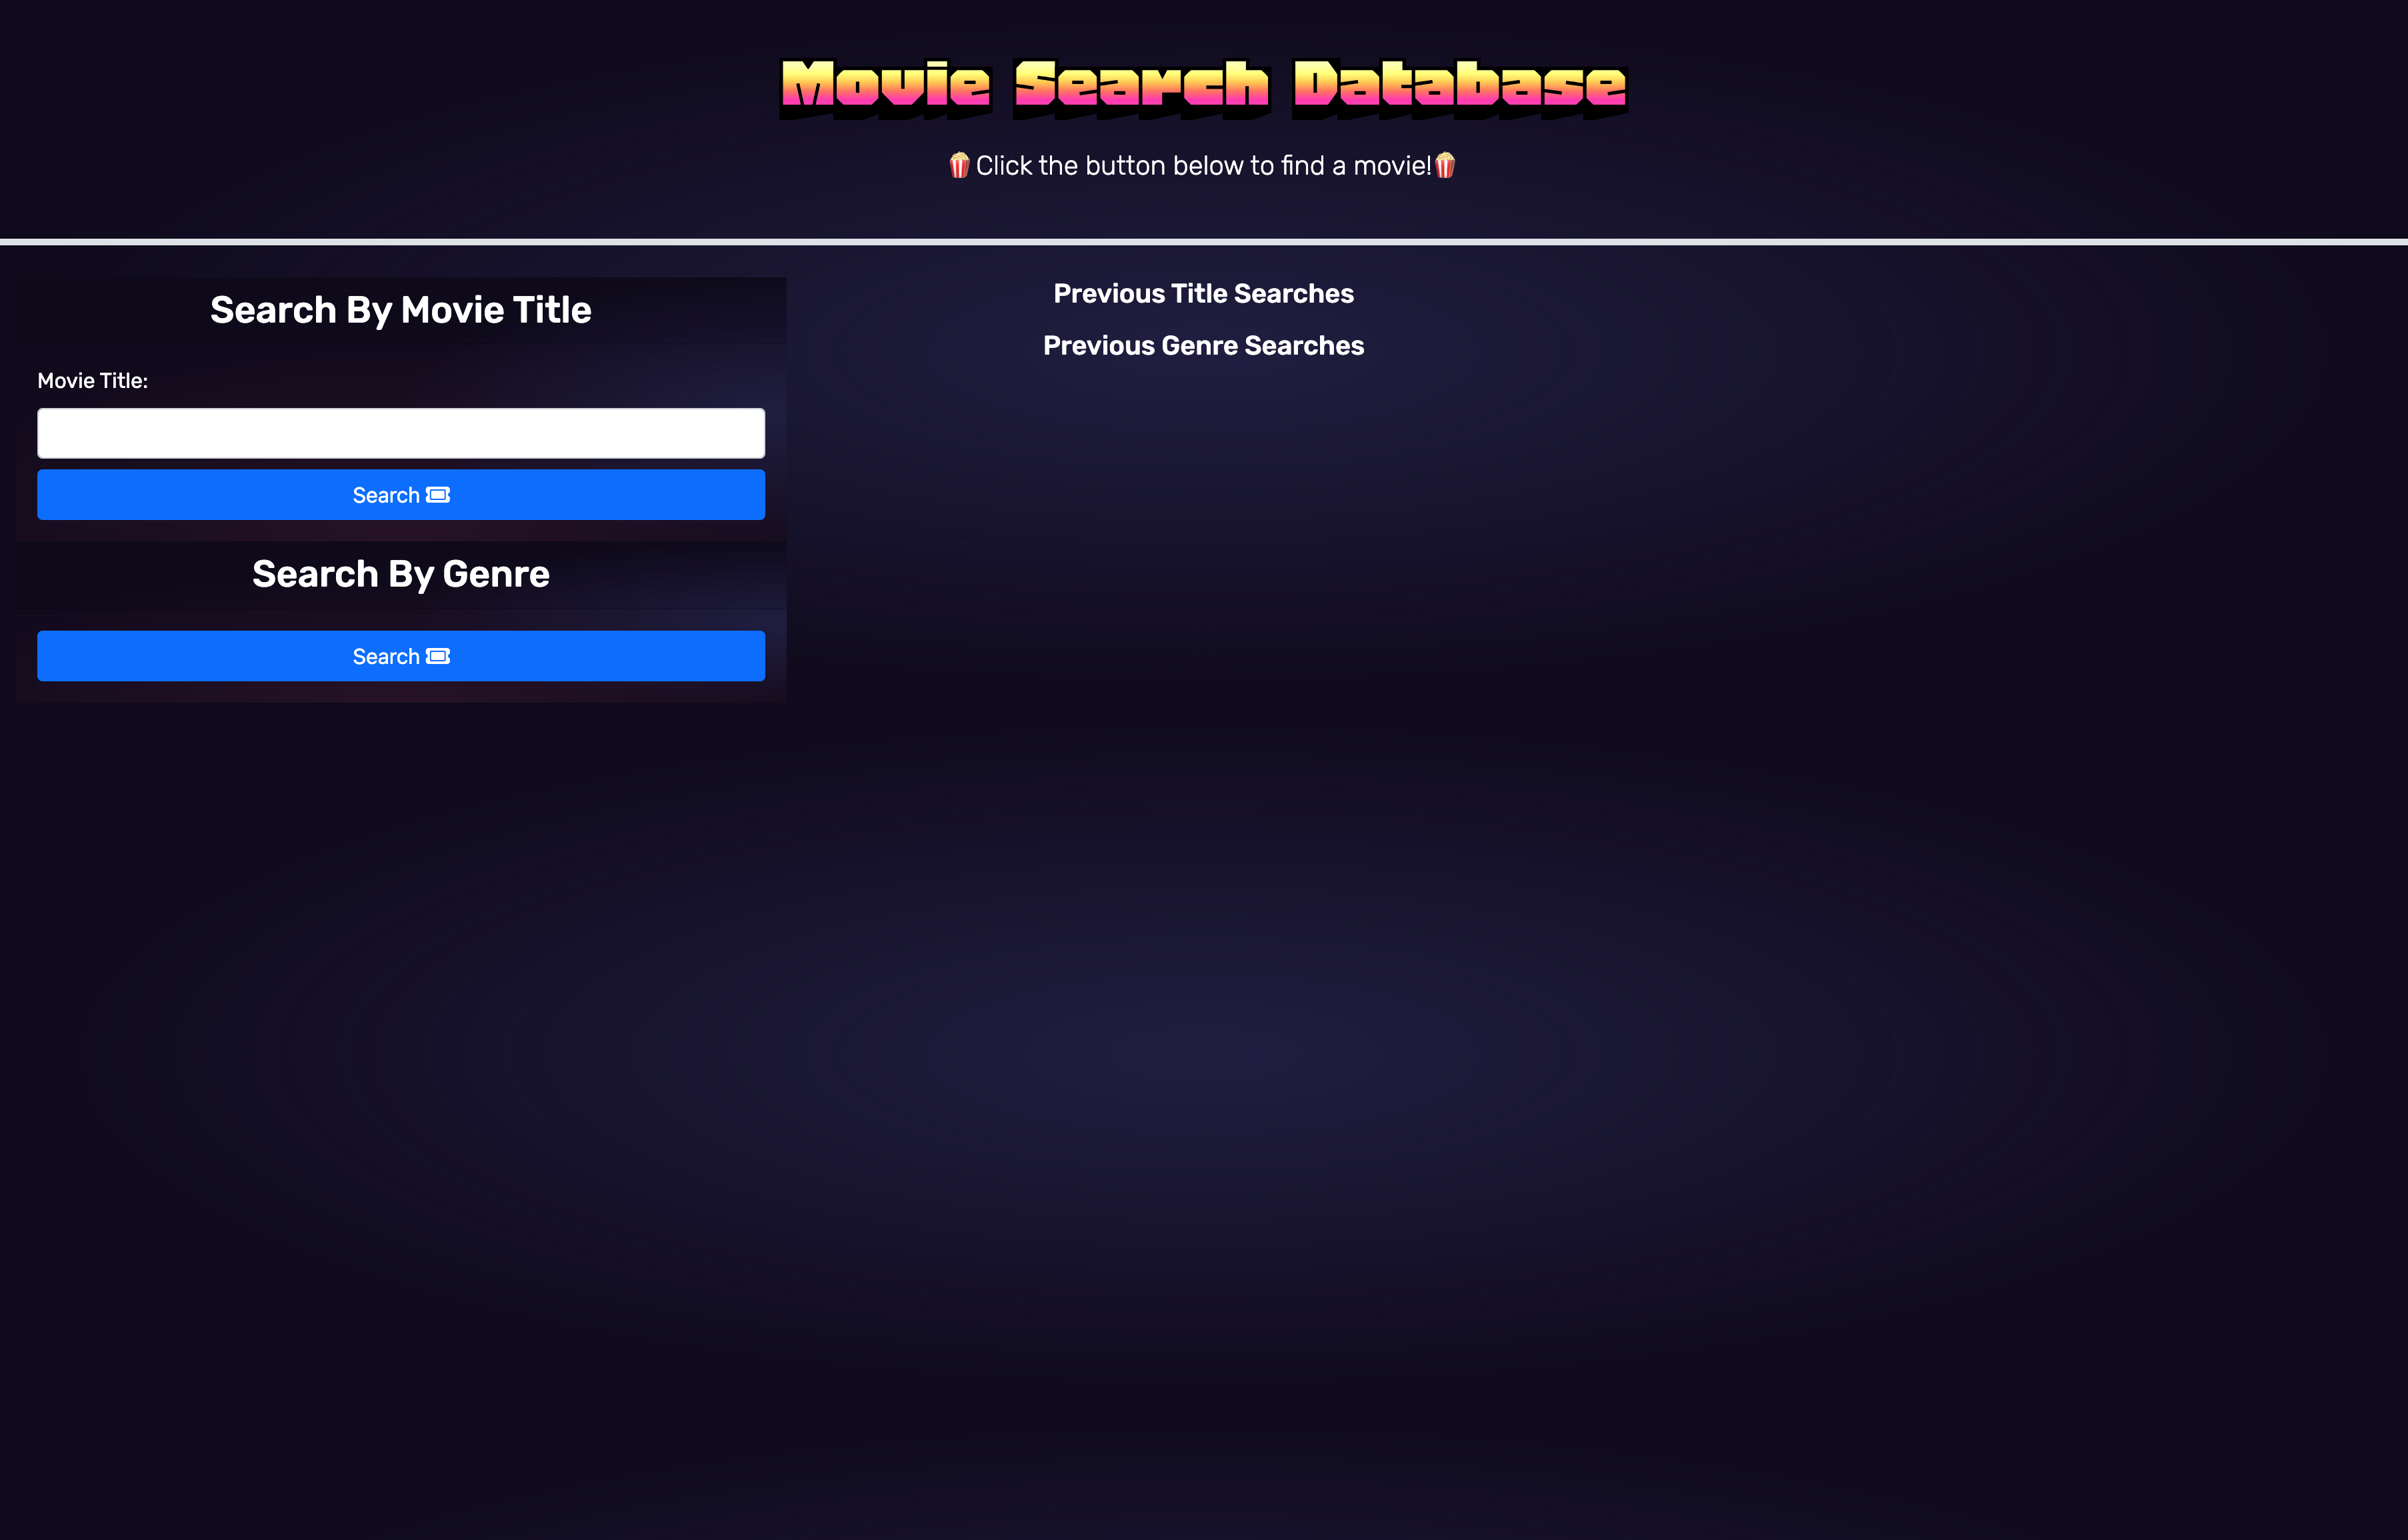 Movie Search Database
🍿 Click the button below to find a movie!🍿
Search By Movie Title
Movie Title:
Search
Search By Genre
Search
Previous Title Searches
Previous Genre Searches